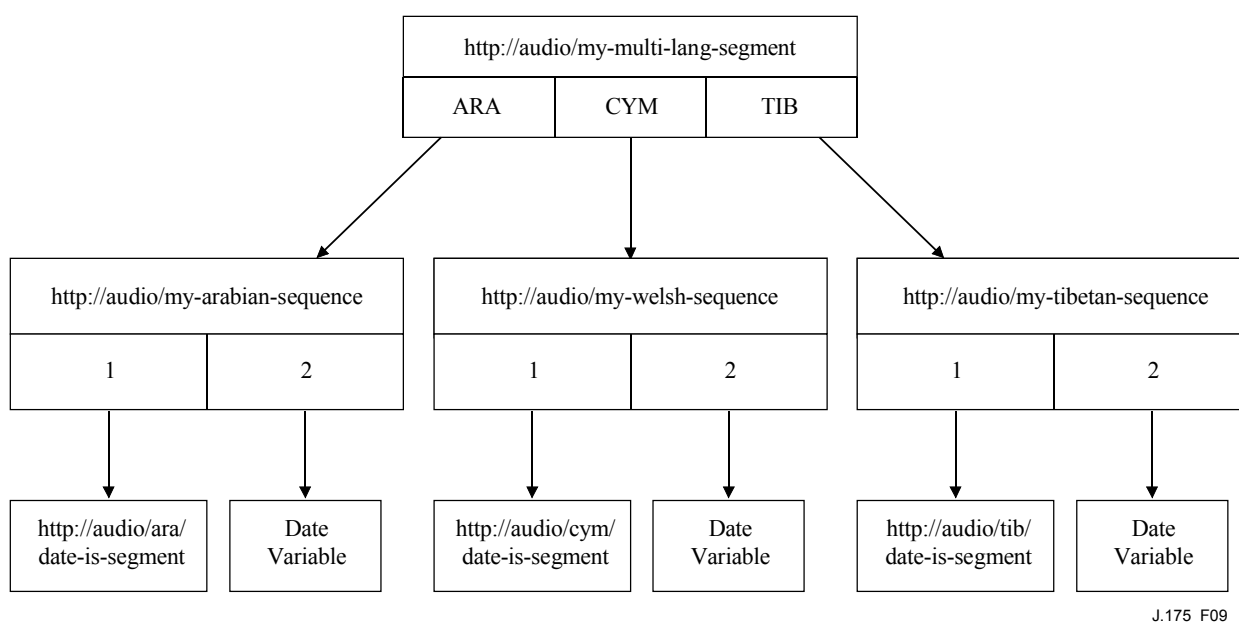 http://audio/my-multi-lang-segment
ARA
CYM
TIB
http://audio/my-arabian-sequence
http://audio/my-welsh-sequence
http://audio/my-tibetan-sequence
1
2
1
2
1
2
http://audio/ara/
date-is-segment
Date
Variable
http://audio/cym/
date-is-segment
Date
Variable
http://audio/tib/
date-is-segment
Date
Variable
J.175_F09